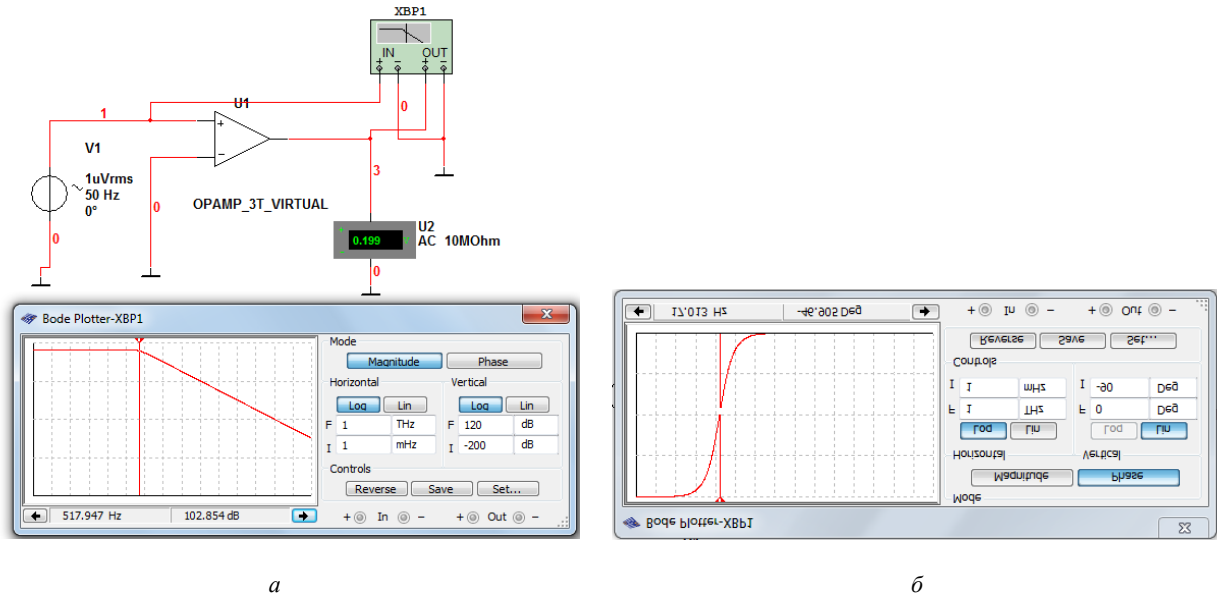 XBP1
IN OUT
+ − + −
0
U1
1
V1
1uVrms
50 Hz
0°
0
0
OPAMP_3T_VIRTUAL
3
U2
0.199
AC 10MOhm
0
Bode Plotter-XBP1
Mode
Magnitude Phase
Horizontal Vertical
Log Lin Log Lin
F 1 THz F 120 dB
I 1 mHz I -200 dB
Controls
Reverse Save Set...
517.947 Hz 102.854 dB + In − + Out −
17.013 Hz -46.905 Deg + In − + Out −
Reverse Save Set...
Controls
I 1 mHz I -90 Deg
F 1 THz F 0 Deg
Log Lin Log Lin
Horizontal Vertical
Magnitude Phase
Mode
Bode Plotter-XBP1
а
б